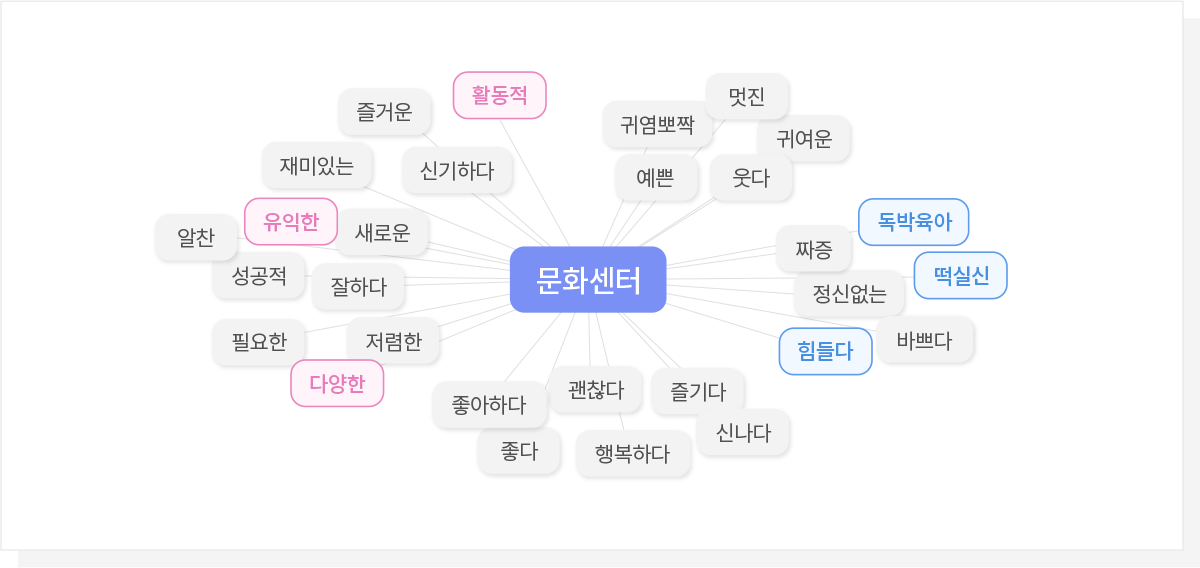 활동적
멋진
즐거운
귀염뽀짝
귀여운
재미있는
신기하다
예쁜
웃다
유익한
독박육아
알찬
새로운
짜증
성공적
잘하다
문화센터
떡실신
정신없는
필요한
저렴한
힘들다
바쁘다
다양한
좋아하다
괜찮다
즐기다
신나다
좋다
행복하다